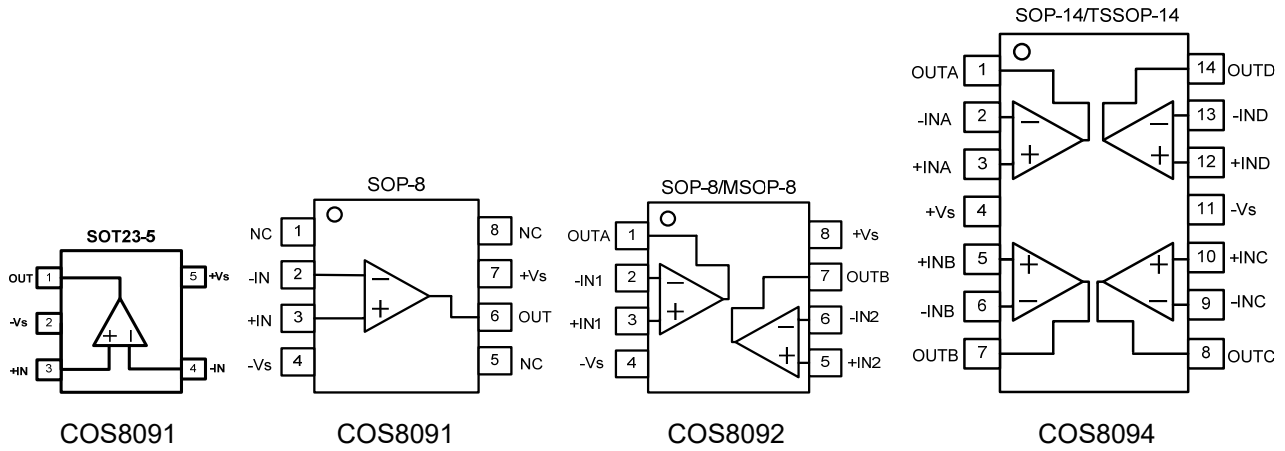 SOT23-5
OUT 1 5 +Vs
-Vs 2
+IN 3 + − 4 -IN
COS8091
SOP-8
NC 1 8 NC
-IN 2 − 7 +Vs
+IN 3 + 6 OUT
-Vs 4 5 NC
COS8091
SOP-8/MSOP-8
OUTA 1 8 +Vs
-IN1 2 − 7 OUTB
+IN1 3 + − 6 -IN2
-Vs 4 + 5 +IN2
COS8092
SOP-14/TSSOP-14
OUTA 1 14 OUTD
-INA 2 − − 13 -IND
+INA 3 + + 12 +IND
+Vs 4 11 -Vs
+INB 5 + + 10 +INC
-INB 6 − − 9 -INC
OUTB 7 8 OUTC
COS8094